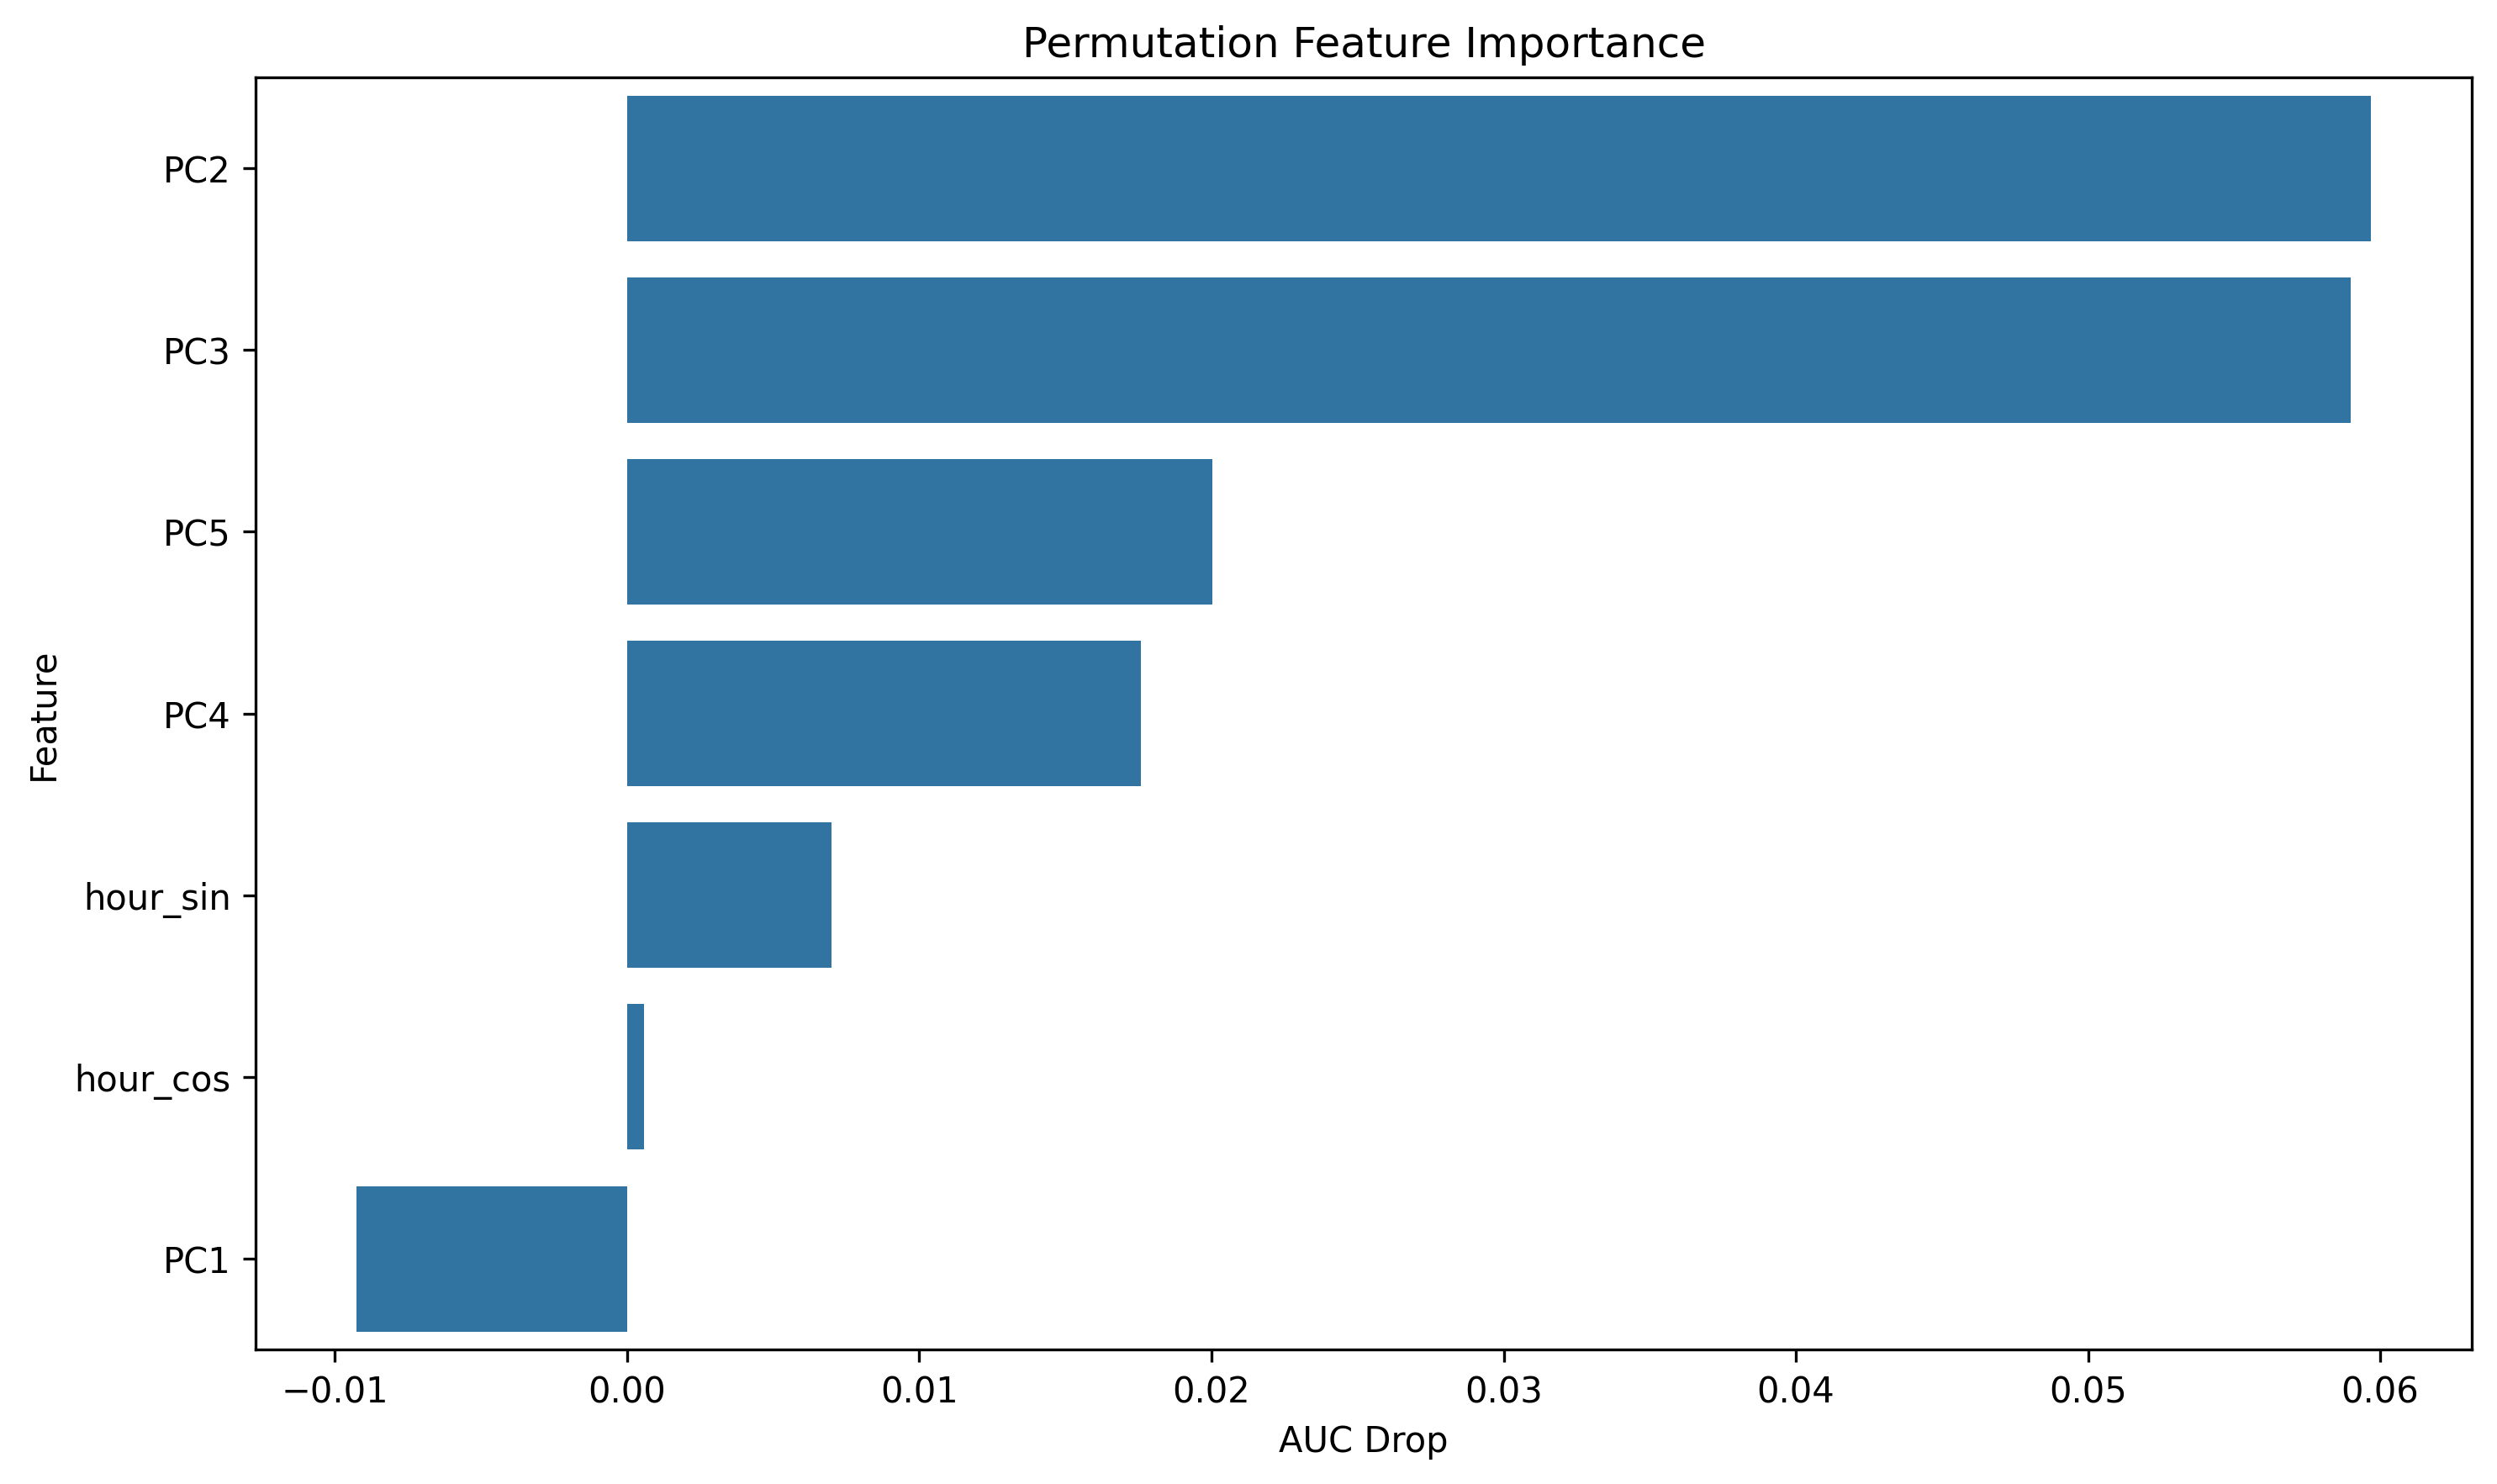 Permutation Feature Importance
PC2
PC3
PC5
PC4
hour_sin
hour_cos
PC1
Feature
−0.01 0.00 0.01 0.02 0.03 0.04 0.05 0.06
AUC Drop